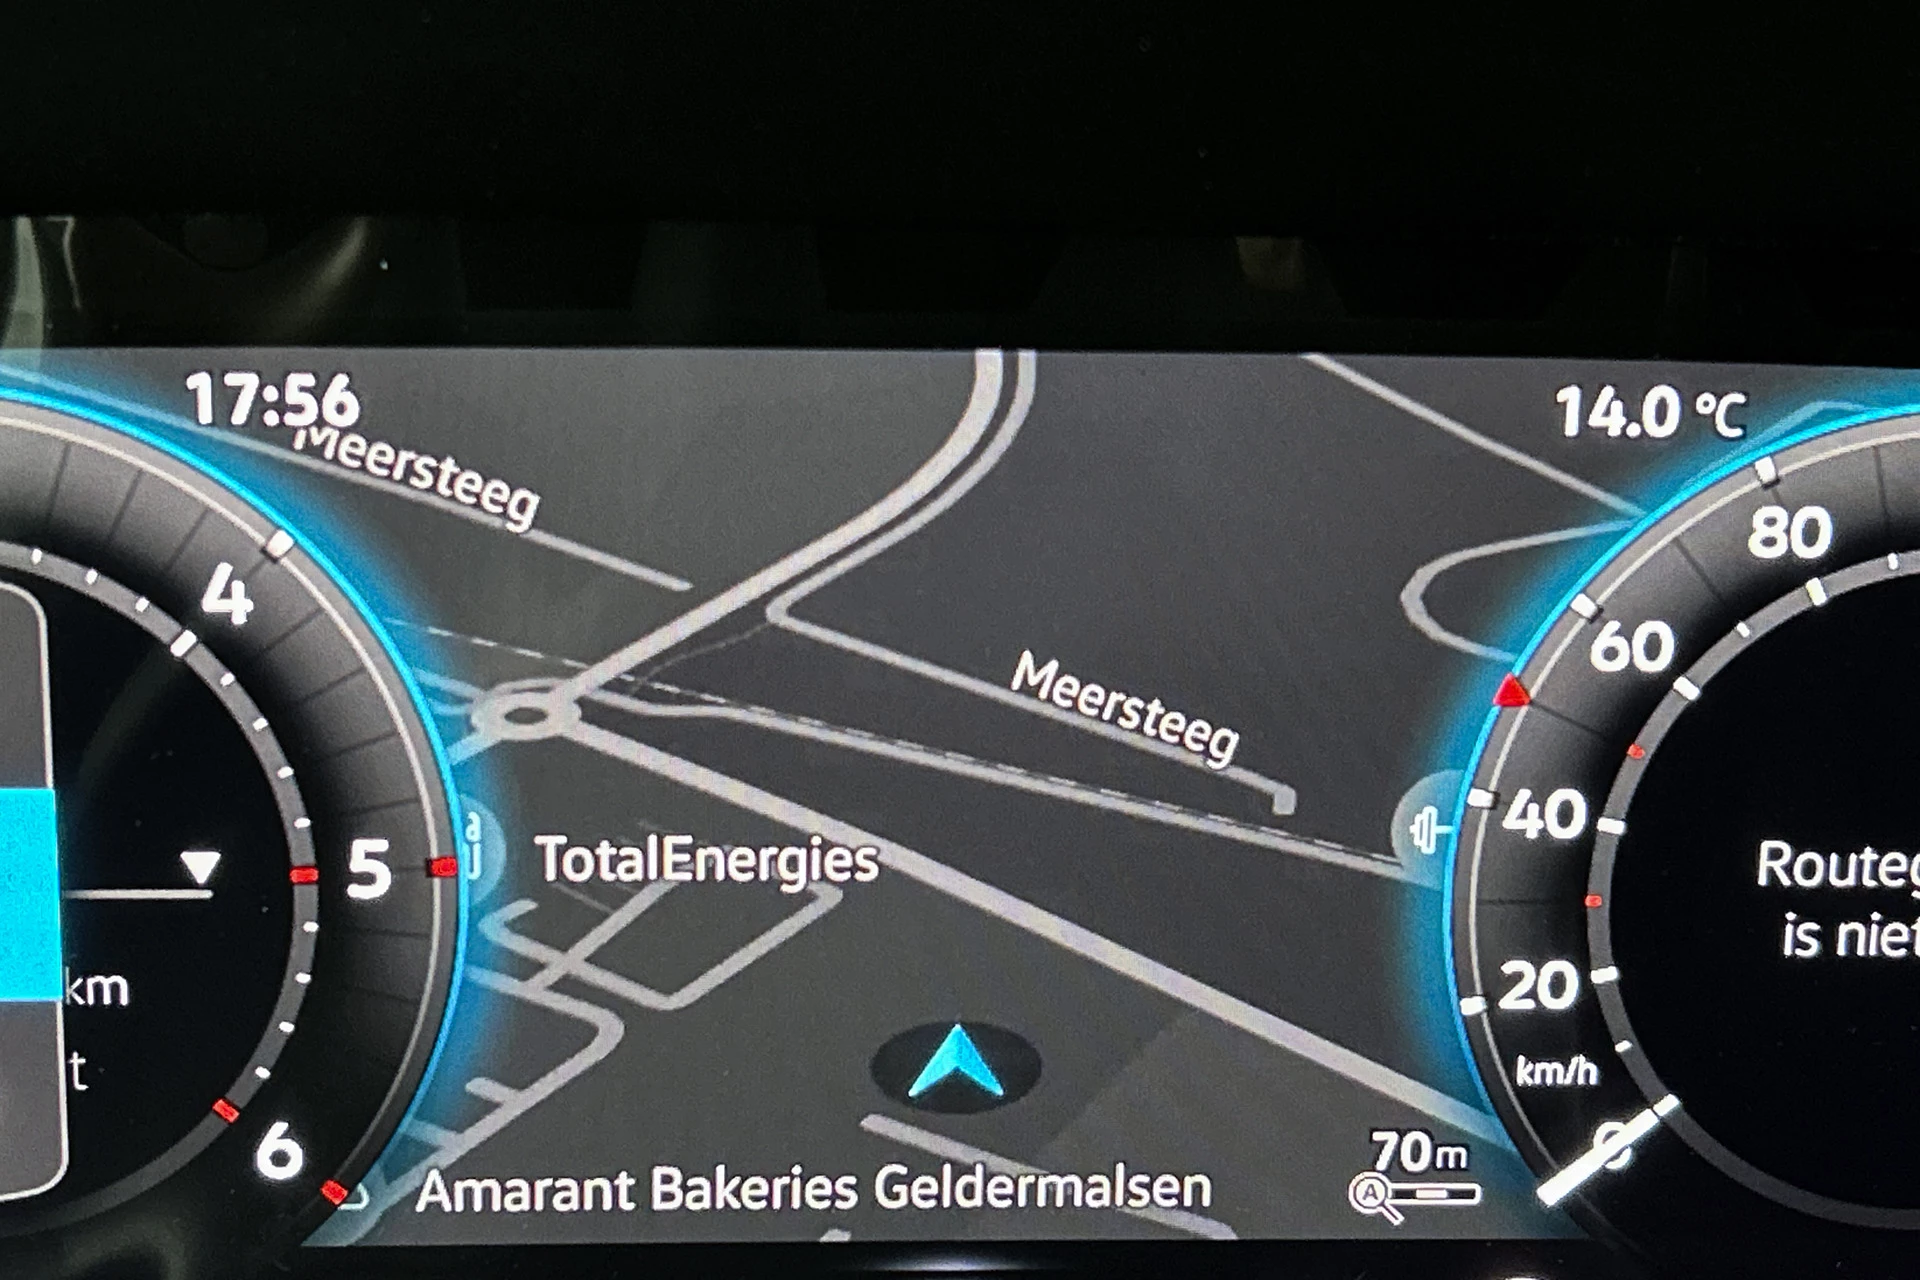 17:56
14.0 °C
Meersteeg
80
4
60
Meersteeg
40
TotalEnergies
5
Routeg
is niet
20
km
km/h
t
70m
A
0
6
Amarant Bakeries Geldermalsen